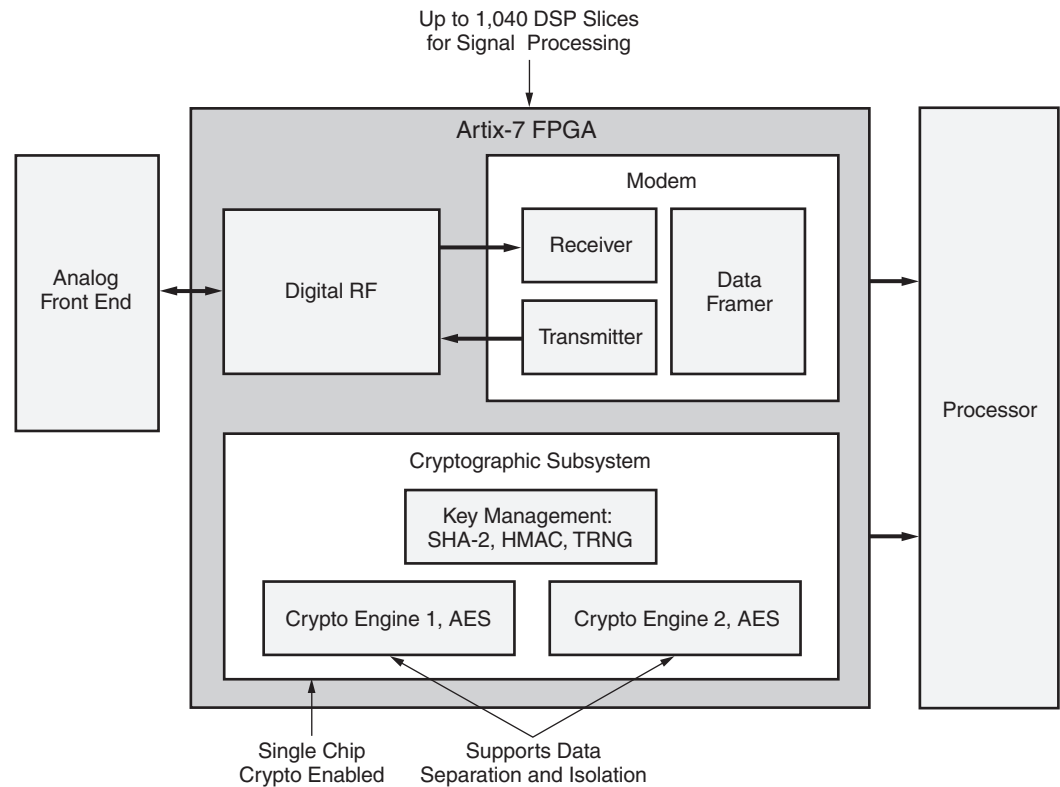 Up to 1,040 DSP Slices
for Signal Processing
Artix-7 FPGA
Modem
Analog
Front End
Digital RF
Receiver
Transmitter
Data
Framer
Processor
Cryptographic Subsystem
Key Management:
SHA-2, HMAC, TRNG
Crypto Engine 1, AES
Crypto Engine 2, AES
Single Chip
Crypto Enabled
Supports Data
Separation and Isolation